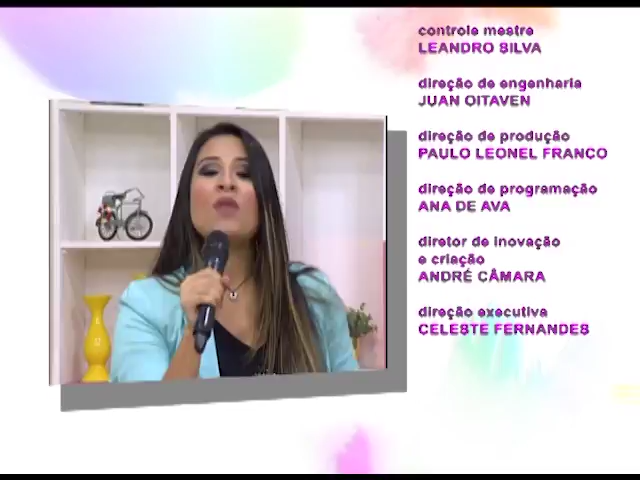 controle mestre
LEANDRO SILVA
direção de engenharia
JUAN OITAVEN
direção de produção
PAULO LEONEL FRANCO
direção de programação
ANA DE AVA
diretor de inovação
e criação
ANDRÉ CÂMARA
direção executiva
CELESTE FERNANDES